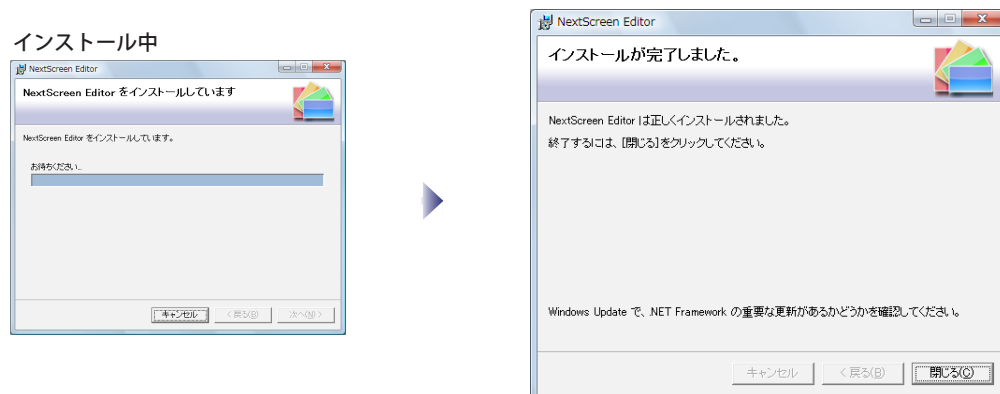 インストール中
NextScreen Editor
NextScreen Editor をインストールしています
NextScreen Editor をインストールしています。
お待ちください...
キャンセル
< 戻る(B)
次へ(N) >
NextScreen Editor
インストールが完了しました。
NextScreen Editor は正しくインストールされました。
終了するには、[閉じる]をクリックしてください。
Windows Update で、.NET Framework の重要な更新があるかどうかを確認してください。
キャンセル
< 戻る(B)
閉じる(C)